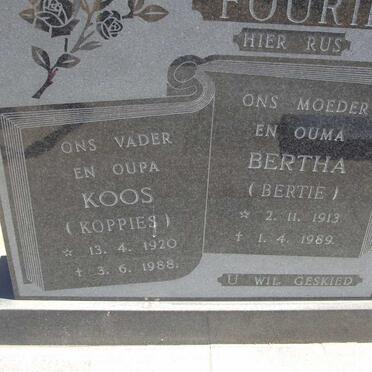 FOURIE
HIER RUS
ONS VADER
EN OUPA
KOOS
(KOPPIES)
☆ 13. 4. 1920
✝ 3. 6. 1988.
ONS MOEDER
EN OUMA
BERTHA
(BERTIE)
☆ 2. 11. 1913
✝ 1. 4. 1989.
U WIL GESKIED